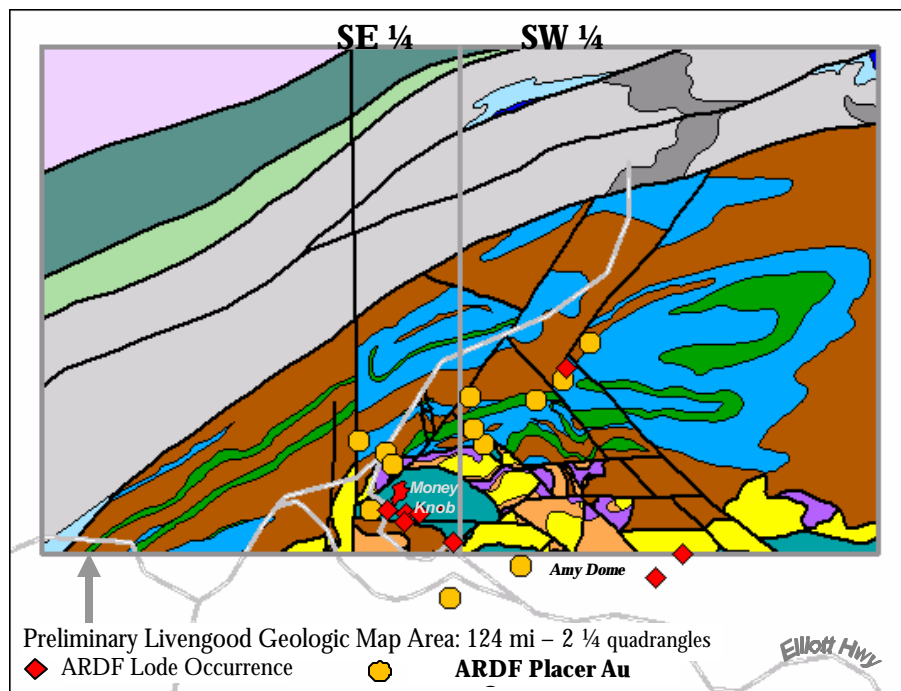 SE ¼ SW ¼
Money
Knob
Amy Dome
Preliminary Livengood Geologic Map Area: 124 mi – 2 ¼ quadrangles
ARDF Lode Occurrence ARDF Placer Au
Elliott Hwy